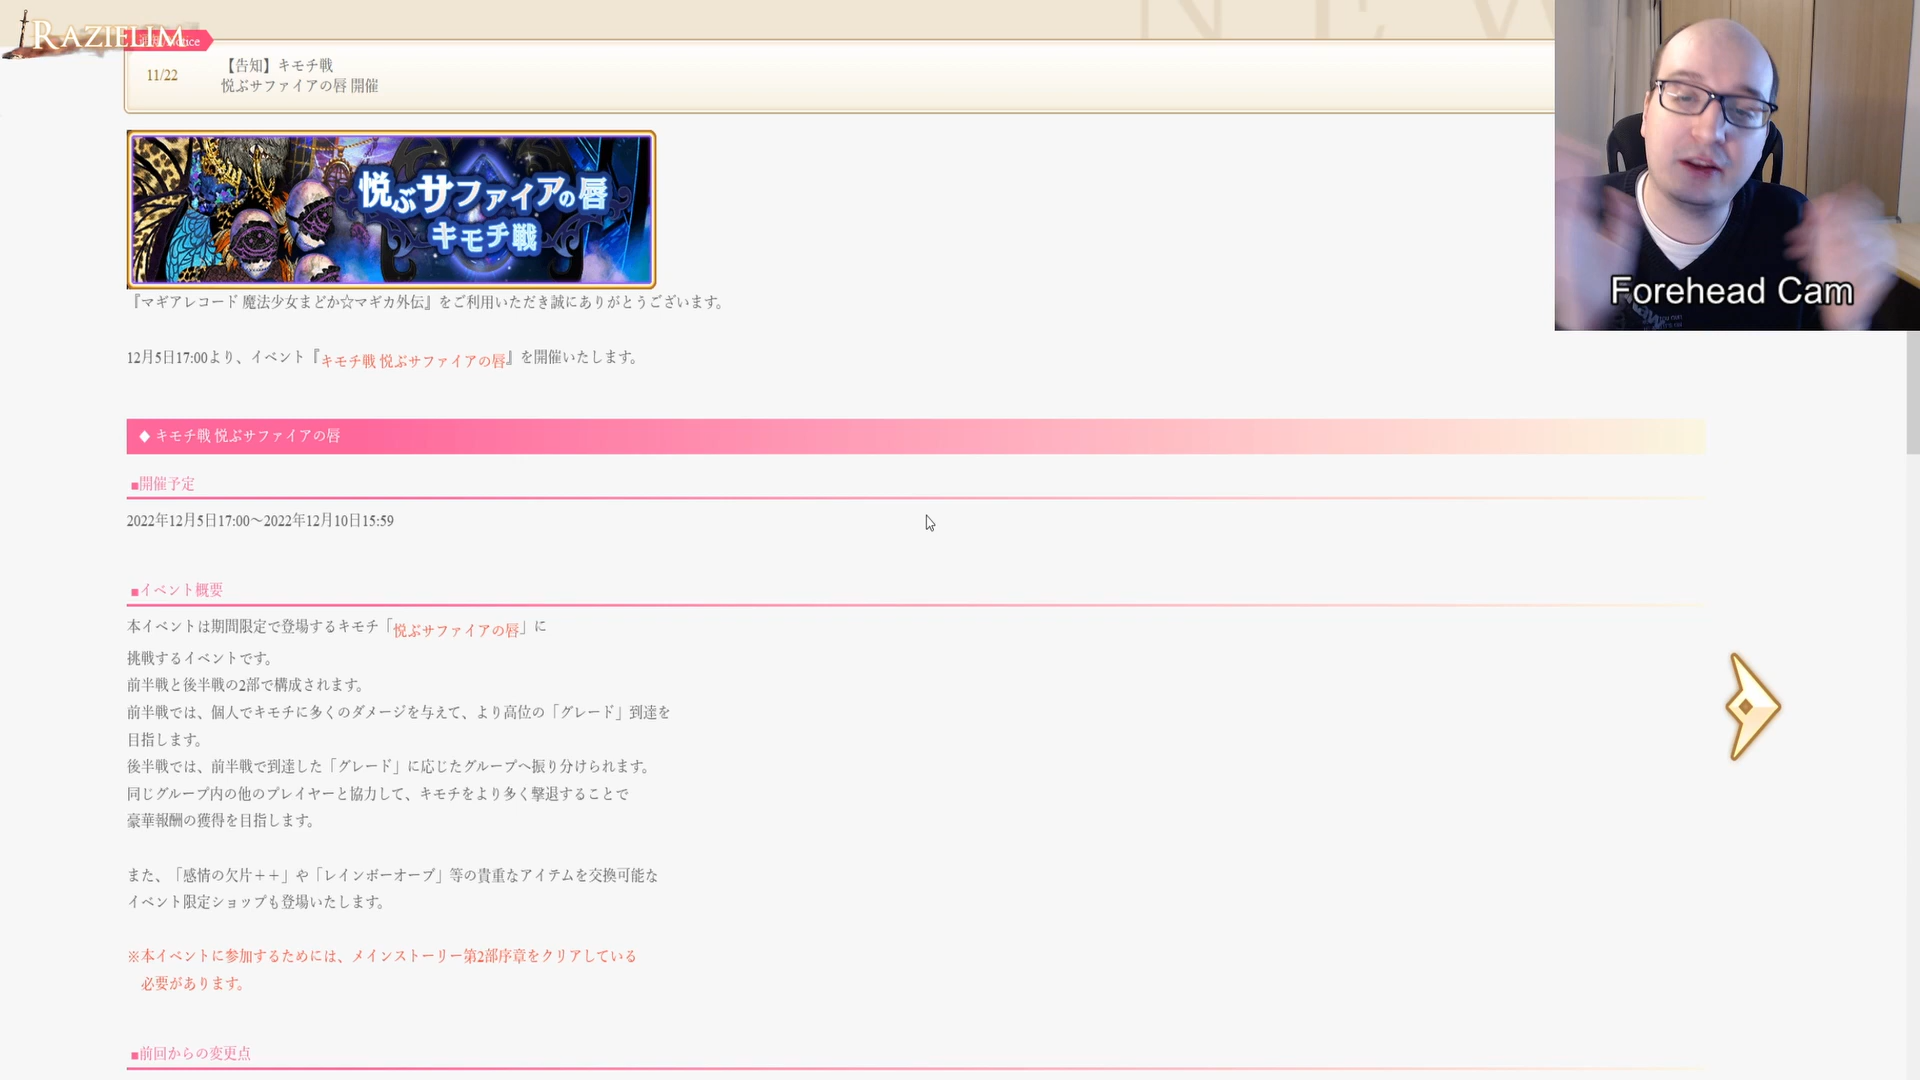 NEW
RAZIELIM
11/22
【告知】キモチ戦
悦ぶサファイアの唇 開催
悦ぶサファイアの唇
キモチ戦
Forehead Cam
『マギアレコード 魔法少女まどか☆マギカ外伝』をご利用いただき誠にありがとうございます。
12月5日17:00より、イベント『キモチ戦 悦ぶサファイアの唇』を開催いたします。
◆ キモチ戦 悦ぶサファイアの唇
■開催予定
2022年12月5日17:00～2022年12月10日15:59
■イベント概要
本イベントは期間限定で登場するキモチ「悦ぶサファイアの唇」に
挑戦するイベントです。
前半戦と後半戦の2部で構成されます。
前半戦では、個人でキモチに多くのダメージを与えて、より高位の「グレード」到達を
目指します。
後半戦では、前半戦で到達した「グレード」に応じたグループへ振り分けられます。
同じグループ内の他のプレイヤーと協力して、キモチをより多く撃退することで
豪華報酬の獲得を目指します。
また、「感情の欠片＋＋」や「レインボーオーブ」等の貴重なアイテムを交換可能な
イベント限定ショップも登場いたします。
※本イベントに参加するためには、メインストーリー第2部序章をクリアしている
必要があります。
■前回からの変更点